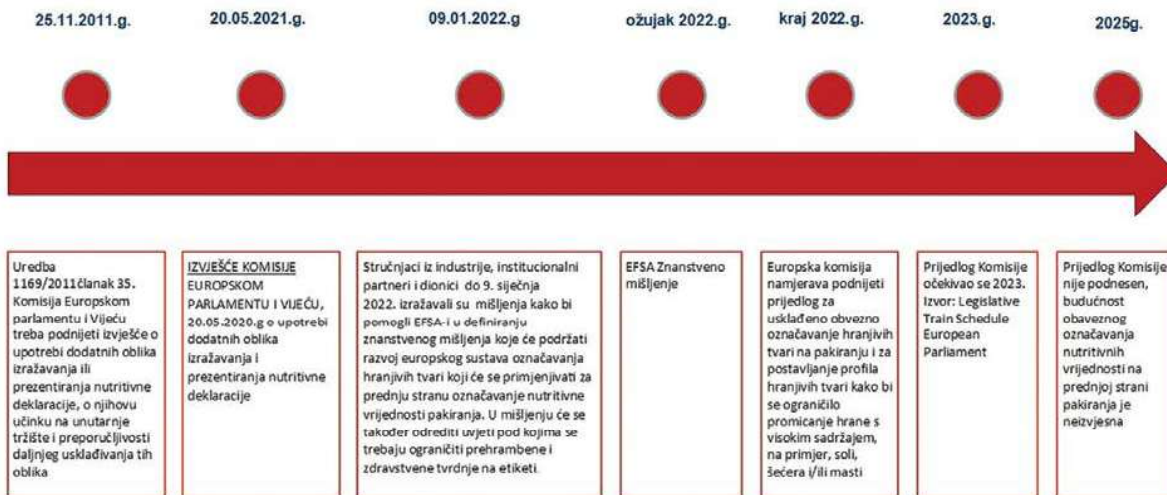 25.11.2011.g.
20.05.2021.g.
09.01.2022.g
ožujak 2022.g.
kraj 2022.g.
2023.g.
2025g.
Uredba
1169/2011članak 35.
Komisija Europskom
parlamentu i Vijeću
treba podnijeti izvješće o
upotrebi dodatnih oblika
izražavanja ili
prezentiranja nutritivne
deklaracije, o njihovu
učinku na unutarnje
tržište i preporučljivosti
daljnjeg usklađivanja tih
oblika
IZVJEŠĆE KOMISIJE
EUROPSKOM
PARLAMENTU I VIJEĆU,
20.05.2020.g o upotrebi
dodatnih oblika
izražavanja i
prezentiranja nutritivne
deklaracije
Stručnjaci iz industrije, institucionalni
partneri i dionici do 9. siječnja
2022. izražavali su mišljenja kako bi
pomogli EFSA-i u definiranju
znanstvenog mišljenja koje će podržati
razvoj europskog sustava označavanja
hranjivih tvari koji će se primjenjivati za
prednju stranu označavanje nutritivne
vrijednosti pakiranja. U mišljenju će se
također odrediti uvjeti pod kojima se
trebaju ograničiti prehrambene i
zdravstvene tvrdnje na etiketi.
EFSA Znanstveno
mišljenje
Europska komisija
namjerava podnijeti
prijedlog za
usklađeno obvezno
označavanje hranjivih
tvari na pakiranju i za
postavljanje profila
hranjivih tvari kako bi
se ograničilo
promicanje hrane s
visokim sadržajem,
na primjer, soli,
šećera i/ili masti
Prijedlog Komisije
očekivao se 2023.
Izvor: Legislative
Train Schedule
European
Parliament
Prijedlog Komisije
nije podnesen,
budućnost
obaveznog
označavanja
nutritivnih
vrijednosti na
prednjoj strani
pakiranja je
neizvjesna